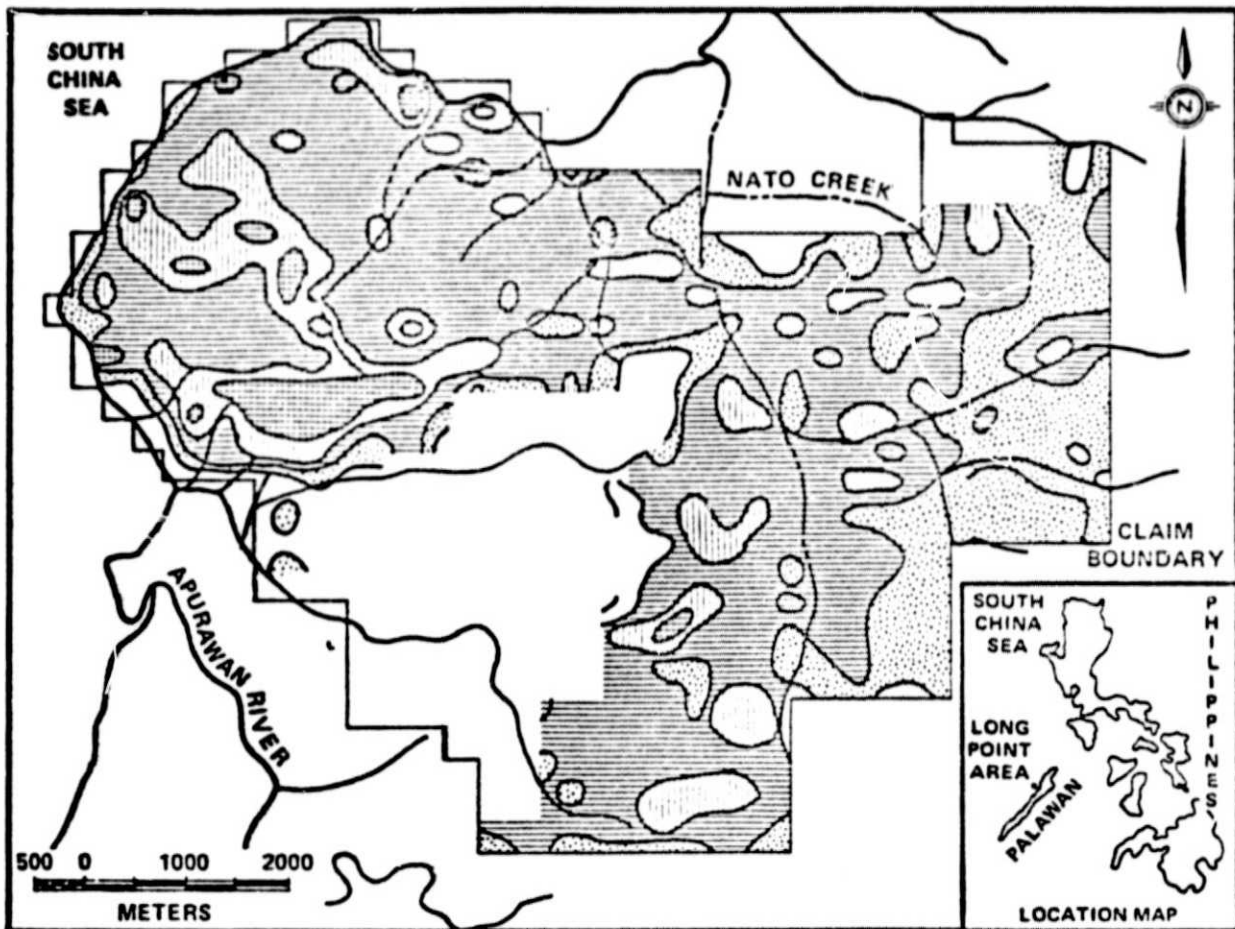 SOUTH
CHINA
SEA
N
NATO CREEK
CLAIM
BOUNDARY
APURAWAN RIVER
500 0 1000 2000
METERS
SOUTH
CHINA
SEA
PHILIPPINES
LONG
POINT
AREA
PALAWAN
LOCATION MAP